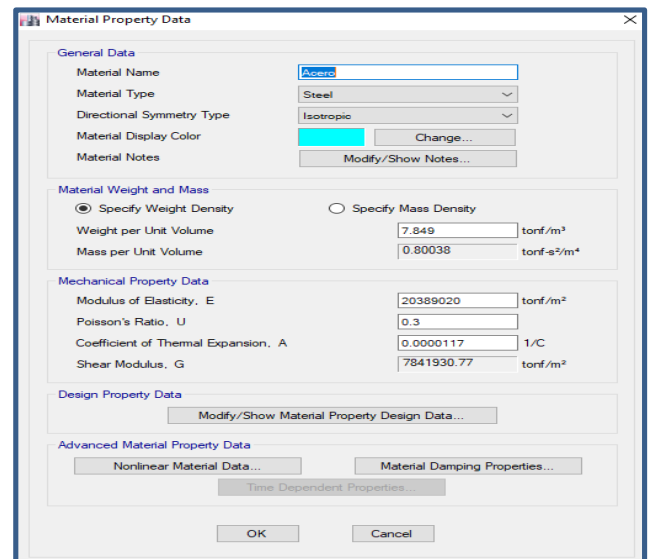 Material Property Data
General Data
Material Name Acero
Material Type Steel
Directional Symmetry Type Isotropic
Material Display Color Change...
Material Notes Modify/Show Notes...
Material Weight and Mass
Specify Weight Density Specify Mass Density
Weight per Unit Volume 7.849 tonf/m³
Mass per Unit Volume 0.80038 tonf-s²/m⁴
Mechanical Property Data
Modulus of Elasticity, E 20389020 tonf/m²
Poisson's Ratio, U 0.3
Coefficient of Thermal Expansion, A 0.0000117 1/C
Shear Modulus, G 7841930.77 tonf/m²
Design Property Data
Modify/Show Material Property Design Data...
Advanced Material Property Data
Nonlinear Material Data... Material Damping Properties...
Time Dependent Properties...
OK Cancel